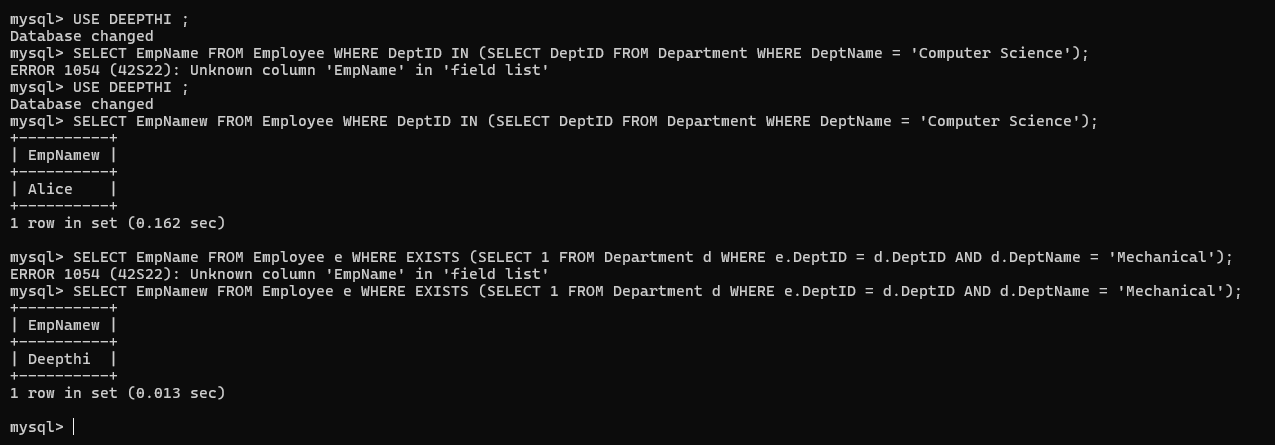 mysql> USE DEEPTHI ;
Database changed
mysql> SELECT EmpName FROM Employee WHERE DeptID IN (SELECT DeptID FROM Department WHERE DeptName = 'Computer Science');
ERROR 1054 (42S22): Unknown column 'EmpName' in 'field list'
mysql> USE DEEPTHI ;
Database changed
mysql> SELECT EmpNamew FROM Employee WHERE DeptID IN (SELECT DeptID FROM Department WHERE DeptName = 'Computer Science');
+----------+
| EmpNamew |
+----------+
| Alice    |
+----------+
1 row in set (0.162 sec)

mysql> SELECT EmpName FROM Employee e WHERE EXISTS (SELECT 1 FROM Department d WHERE e.DeptID = d.DeptID AND d.DeptName = 'Mechanical');
ERROR 1054 (42S22): Unknown column 'EmpName' in 'field list'
mysql> SELECT EmpNamew FROM Employee e WHERE EXISTS (SELECT 1 FROM Department d WHERE e.DeptID = d.DeptID AND d.DeptName = 'Mechanical');
+----------+
| EmpNamew |
+----------+
| Deepthi  |
+----------+
1 row in set (0.013 sec)

mysql>